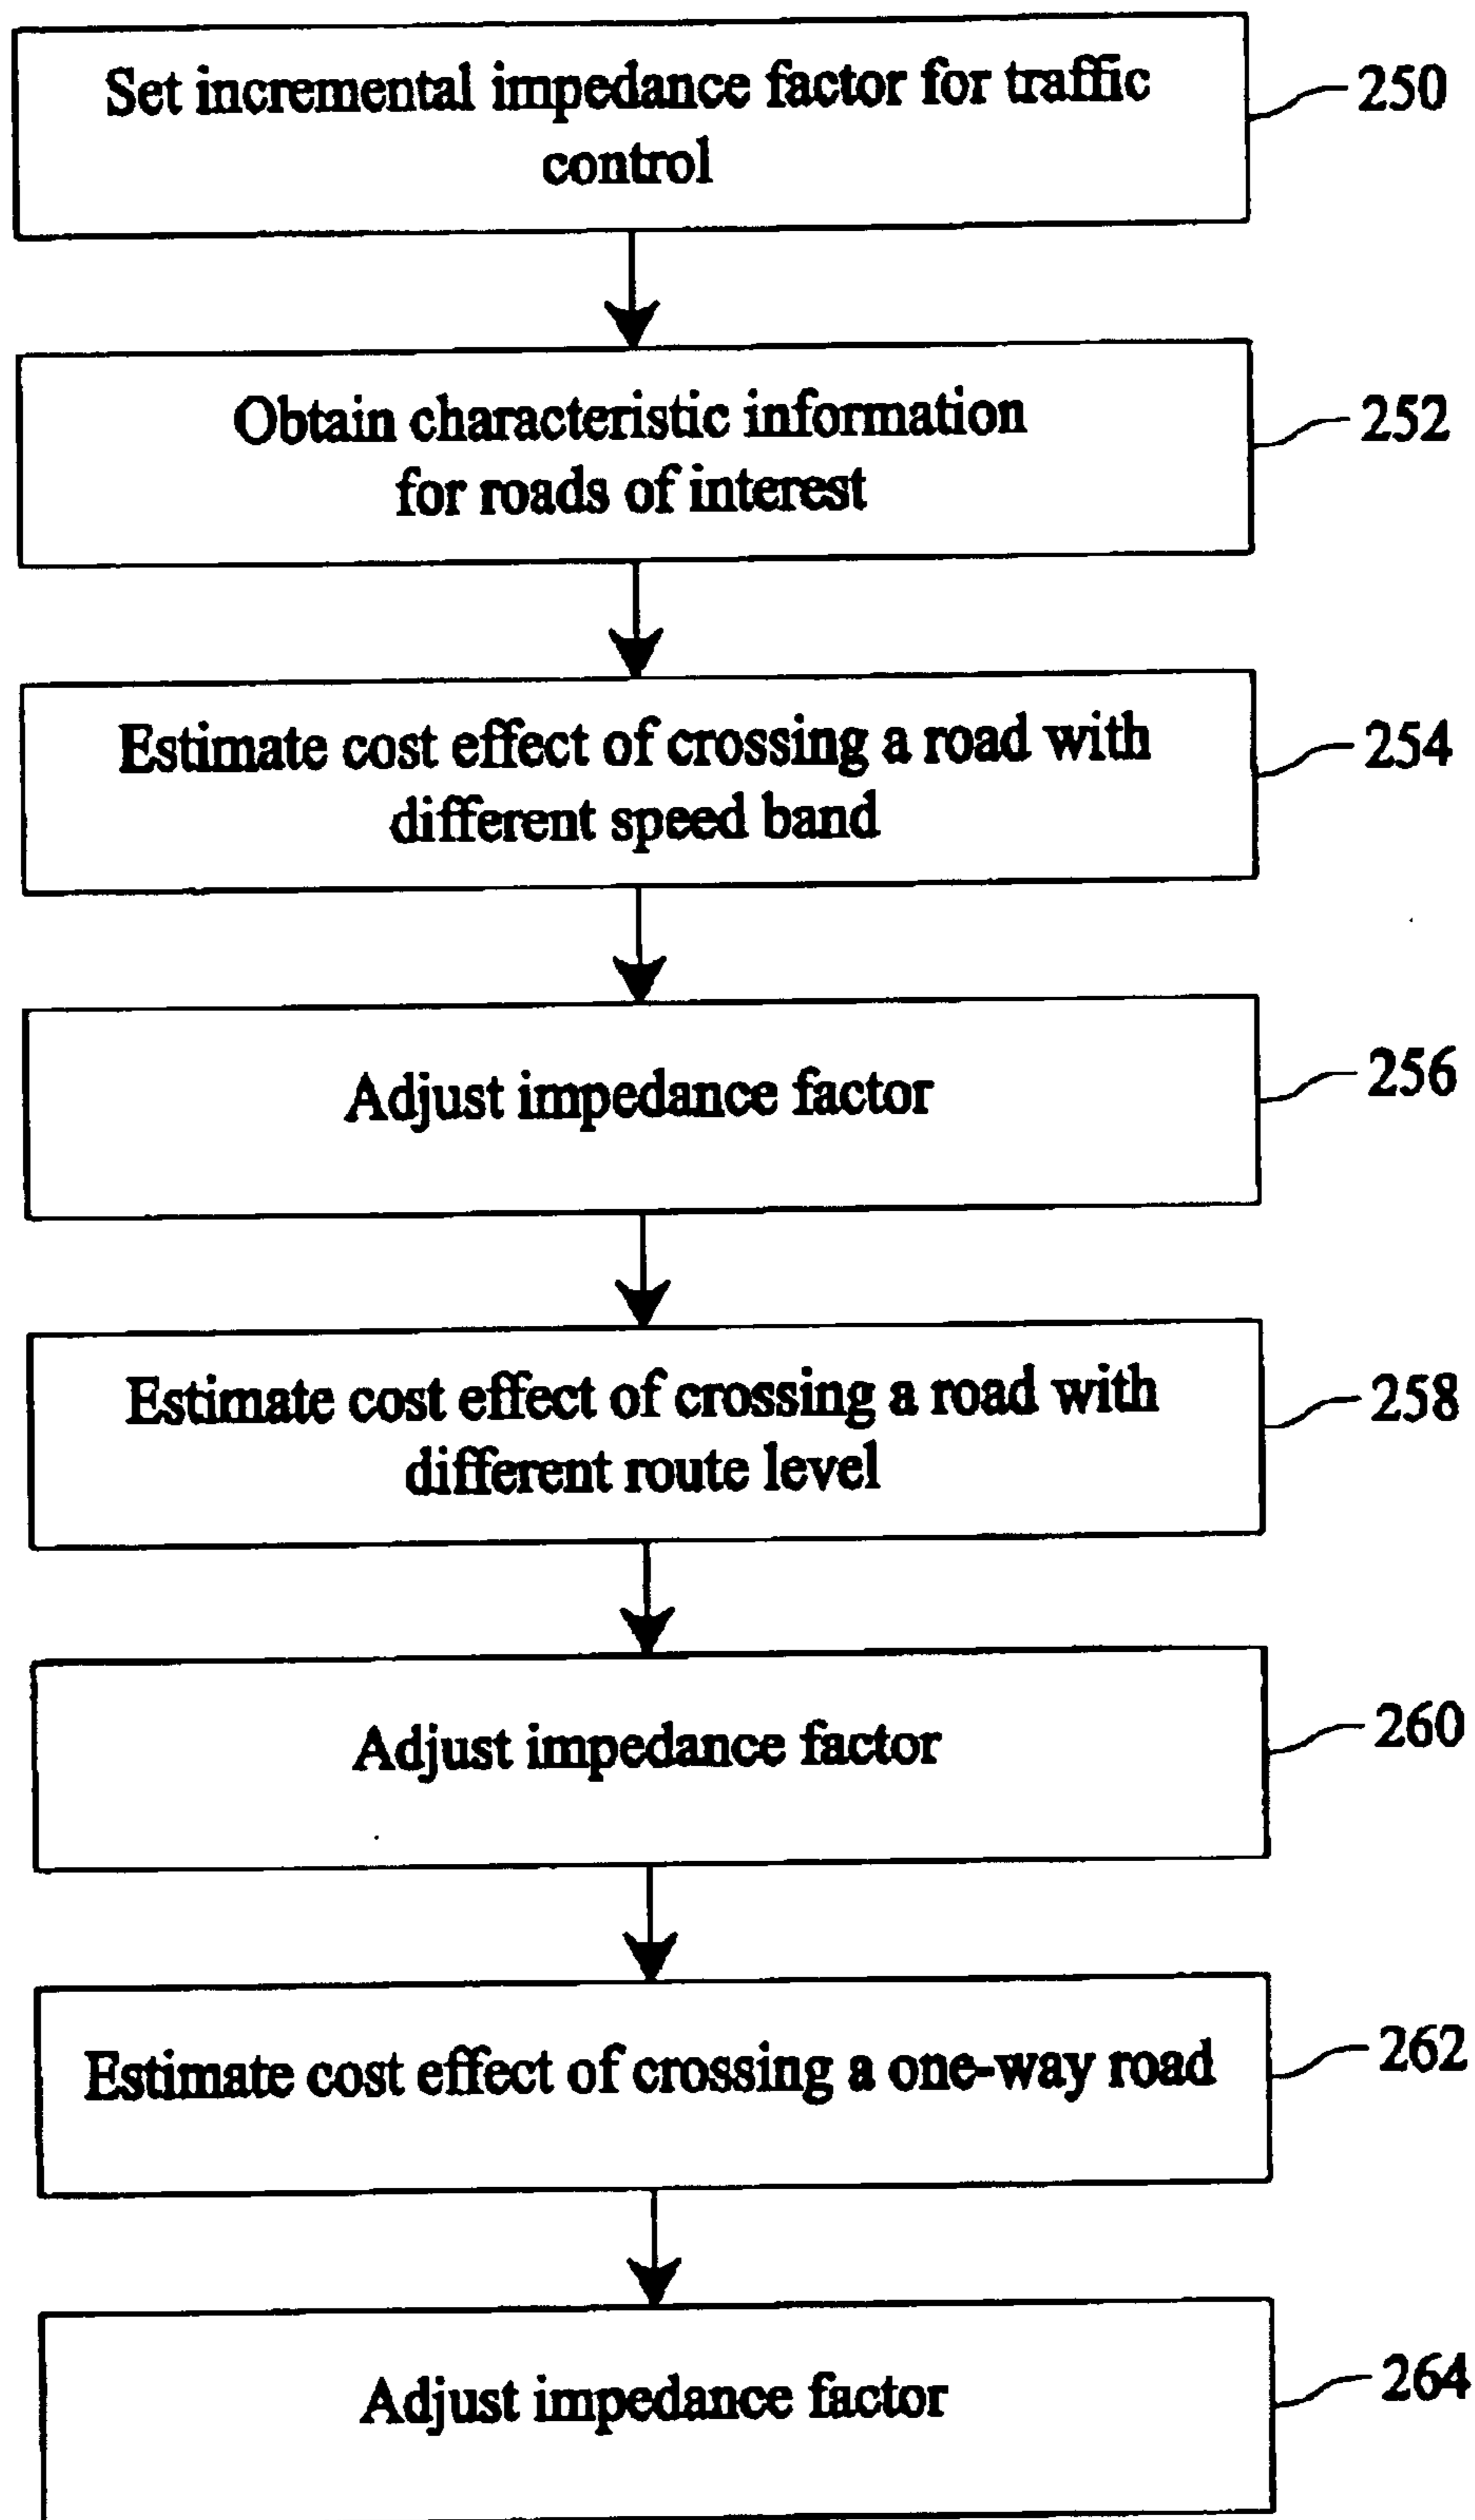 Set incremental impedance factor for traffic
control
250
Obtain characteristic information
for roads of interest
252
Estimate cost effect of crossing a road with
different speed band
254
Adjust impedance factor
256
Estimate cost effect of crossing a road with
different route level
258
Adjust impedance factor
260
Estimate cost effect of crossing a one-way road
262
Adjust impedance factor
264